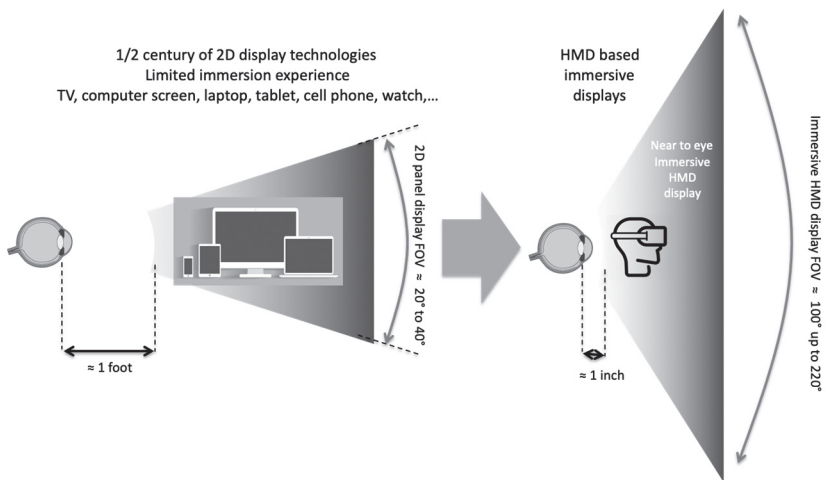 1/2 century of 2D display technologies
Limited immersion experience
TV, computer screen, laptop, tablet, cell phone, watch,...
2D panel display FOV ≈ 20° to 40°
≈ 1 foot
HMD based
immersive
displays
Near to eye
Immersive
HMD
display
≈ 1 inch
Immersive HMD display FOV ≈ 100° up to 220°